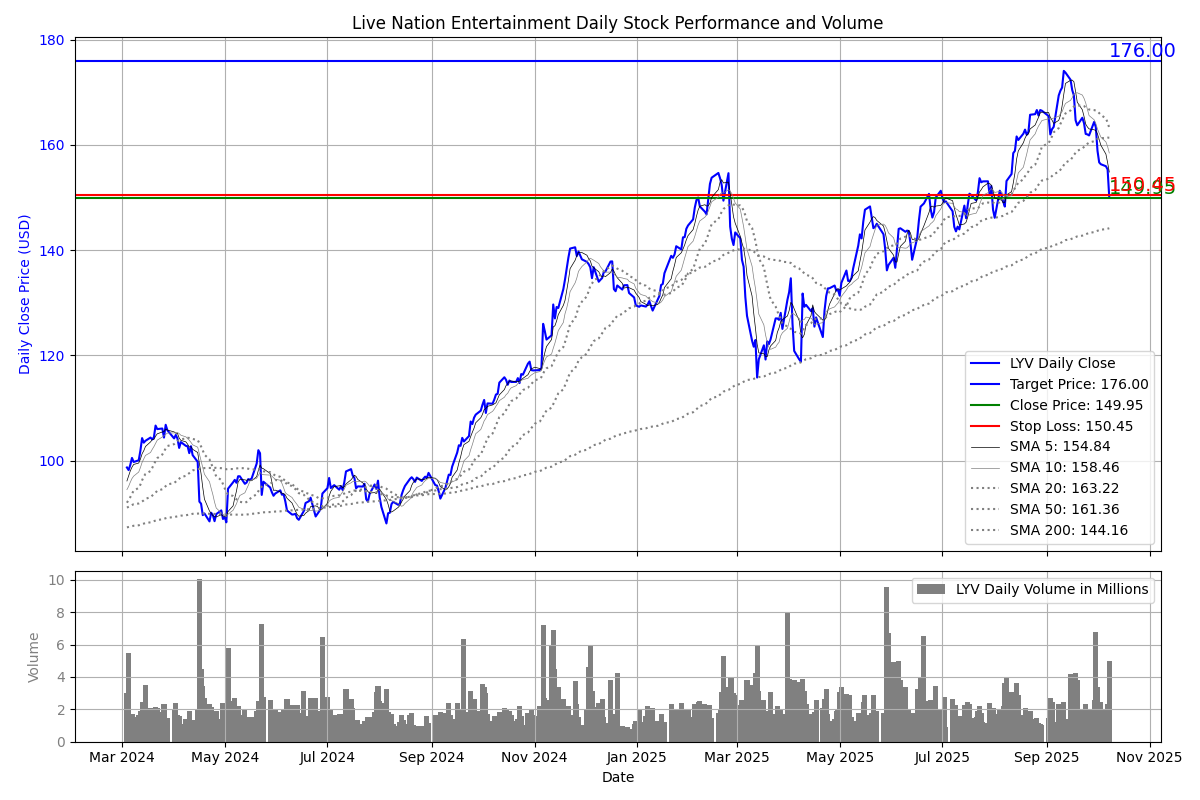 Live Nation Entertainment Daily Stock Performance and Volume
Daily Close Price (USD)
180
160
140
120
100
176.00
150.45
149.95
LYV Daily Close
Target Price: 176.00
Close Price: 149.95
Stop Loss: 150.45
SMA 5: 154.84
SMA 10: 158.46
SMA 20: 163.22
SMA 50: 161.36
SMA 200: 144.16
Volume
10
8
6
4
2
0
LYV Daily Volume in Millions
Mar 2024
May 2024
Jul 2024
Sep 2024
Nov 2024
Jan 2025
Mar 2025
May 2025
Jul 2025
Sep 2025
Nov 2025
Date